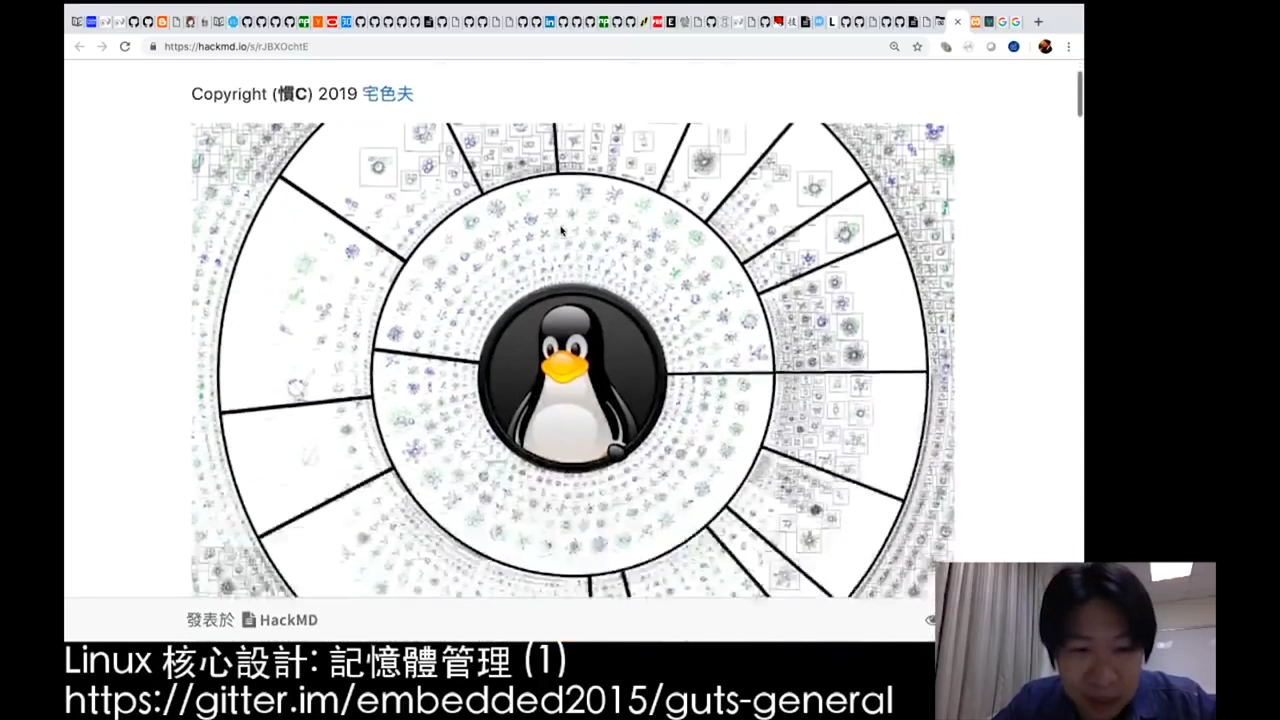 https://hackmd.io/s/rJBXOchtE
Copyright (慣C) 2019 宅色夫
發表於 HackMD
Linux 核心設計: 記憶體管理 (1)
https://gitter.im/embedded2015/guts-general